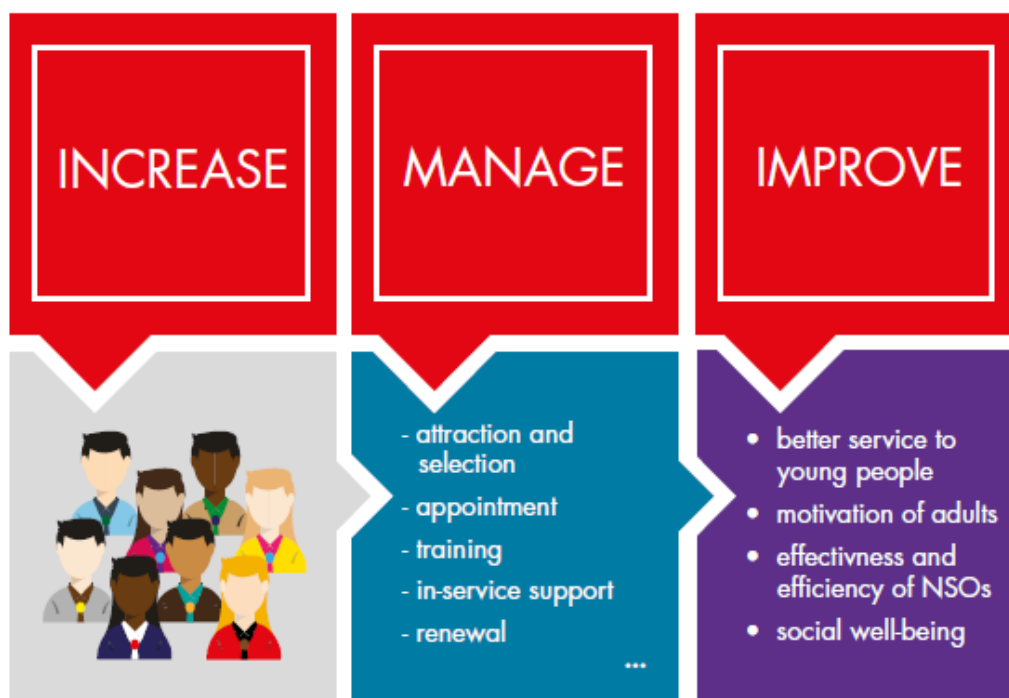 INCREASE
MANAGE
IMPROVE
- attraction and
selection
- appointment
- training
- in-service support
- renewal
...
• better service to
young people
• motivation of adults
• effectivness and
efficiency of NSOs
• social well-being